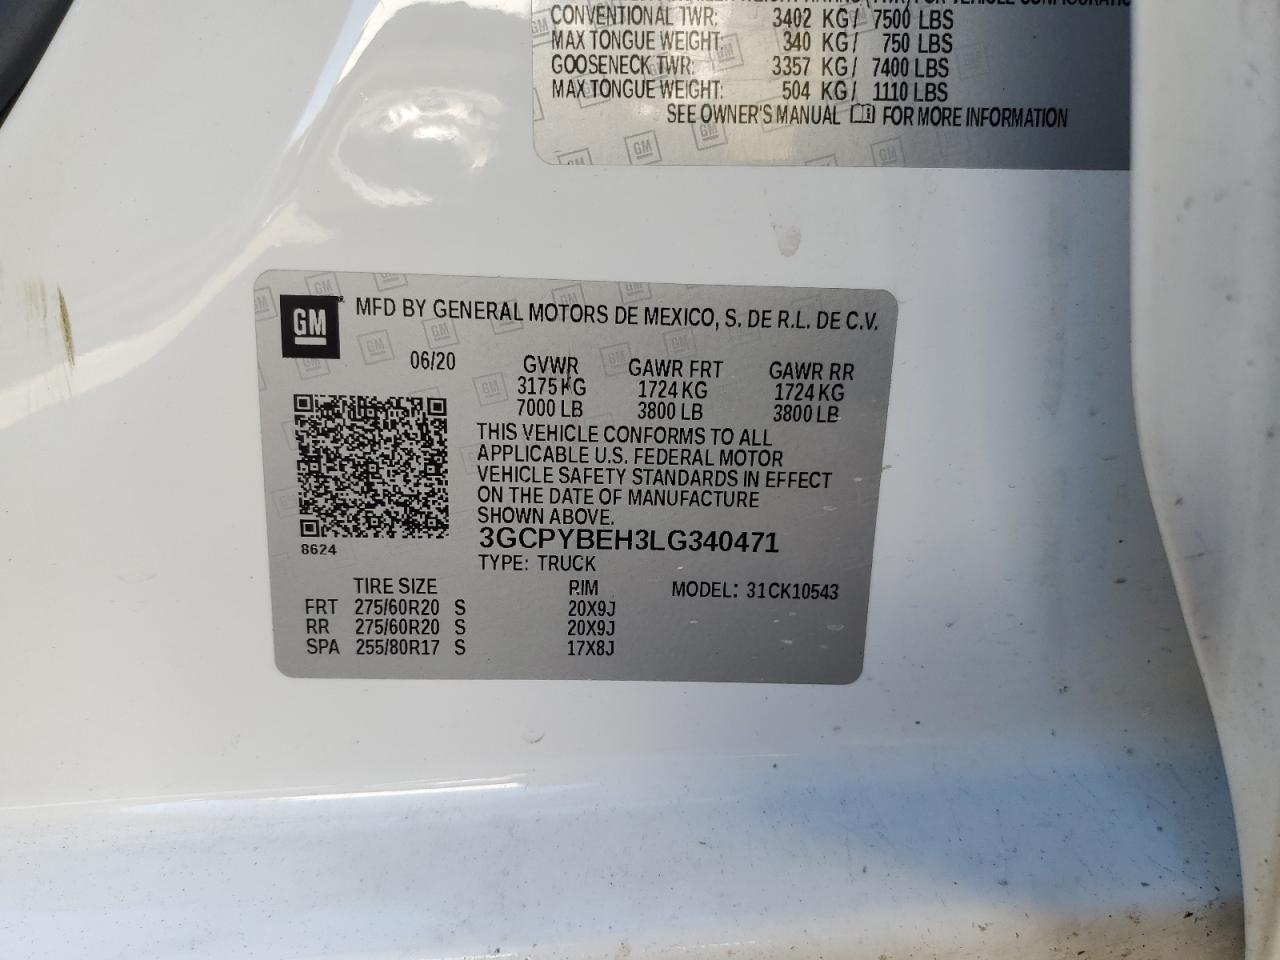 CONVENTIONAL TWR: 3402 KG/ 7500 LBS
MAX TONGUE WEIGHT: 340 KG/ 750 LBS
GOOSENECK TWR: 3357 KG/ 7400 LBS
MAX TONGUE WEIGHT: 504 KG/ 1110 LBS
SEE OWNER'S MANUAL FOR MORE INFORMATION
GM
MFD BY GENERAL MOTORS DE MEXICO, S. DE R.L. DE C.V.
06/20 GVWR GAWR FRT GAWR RR
3175 KG 1724 KG 1724 KG
7000 LB 3800 LB 3800 LB
THIS VEHICLE CONFORMS TO ALL
APPLICABLE U.S. FEDERAL MOTOR
VEHICLE SAFETY STANDARDS IN EFFECT
ON THE DATE OF MANUFACTURE
SHOWN ABOVE.
3GCPYBEH3LG340471
8624
TYPE: TRUCK
TIRE SIZE RIM MODEL: 31CK10543
FRT 275/60R20 S 20X9J
RR 275/60R20 S 20X9J
SPA 255/80R17 S 17X8J